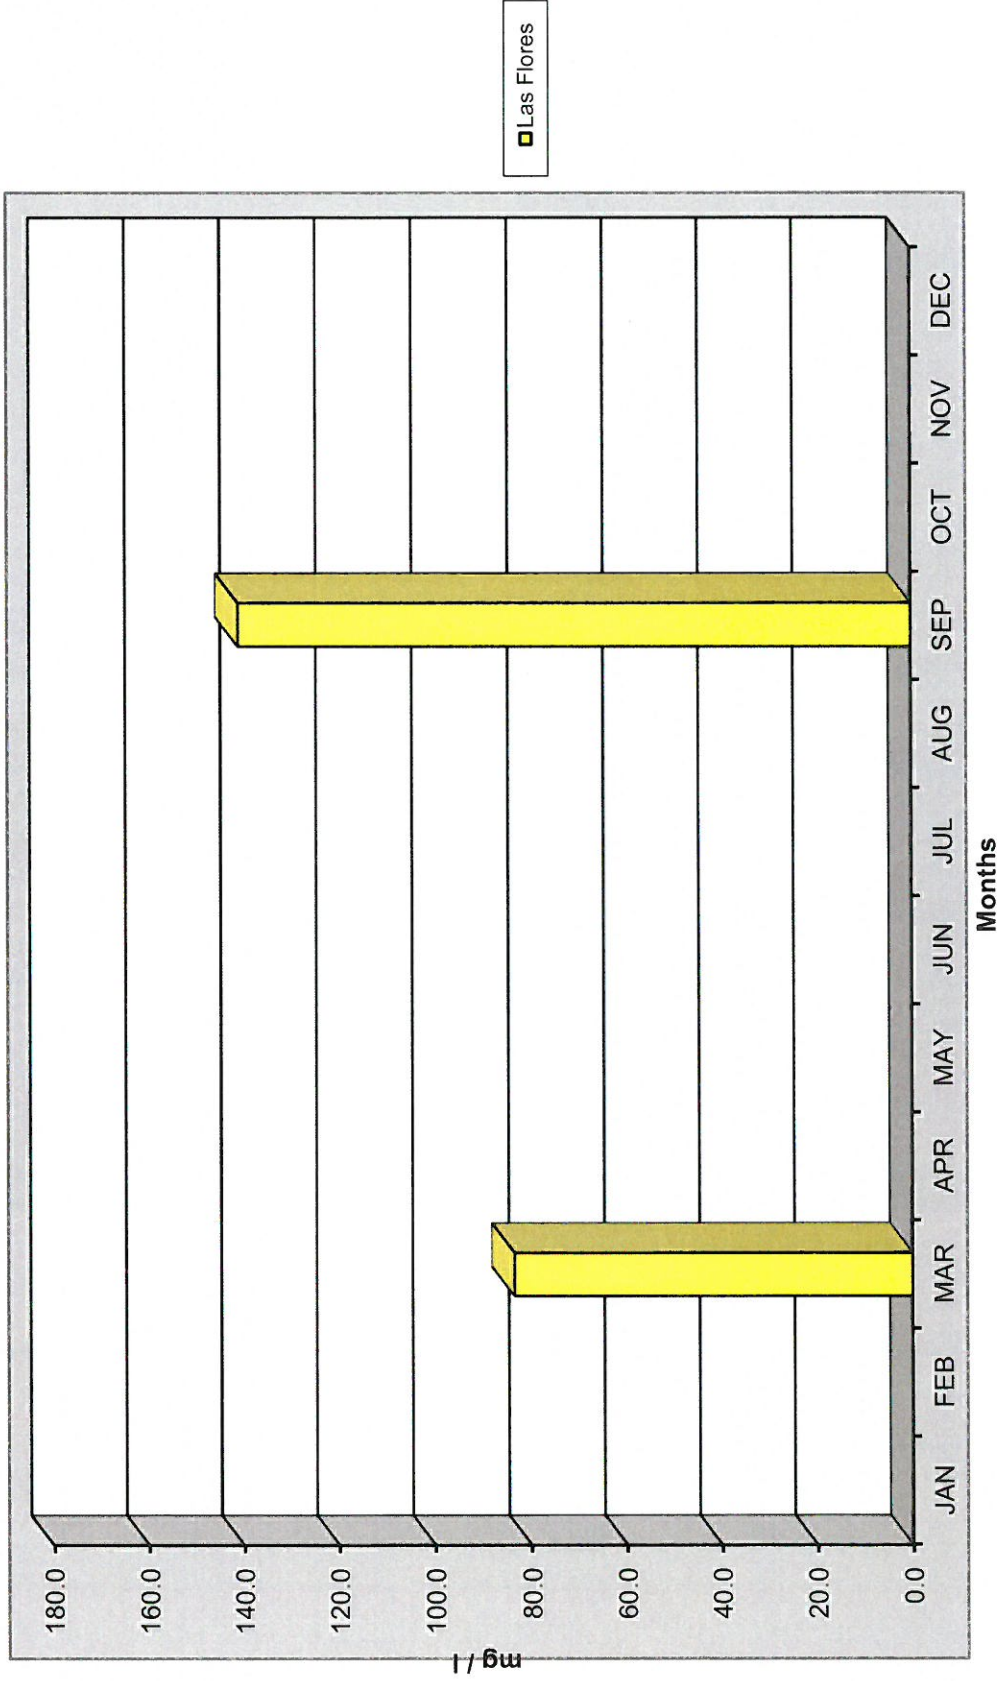 180.0
160.0
140.0
120.0
100.0
80.0
60.0
40.0
20.0
0.0
mg / l
JAN FEB MAR APR MAY JUN JUL AUG SEP OCT NOV DEC
Months
Las Flores